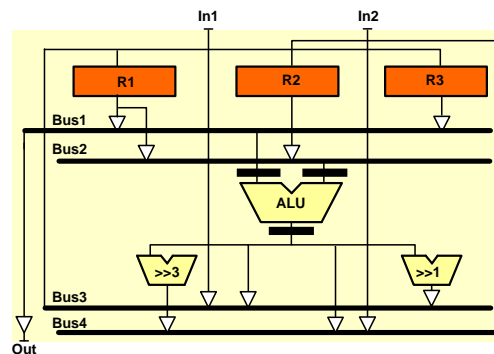 In1 In2
R1 R2 R3
Bus1
Bus2
ALU
>>3 >>1
Bus3
Bus4
Out